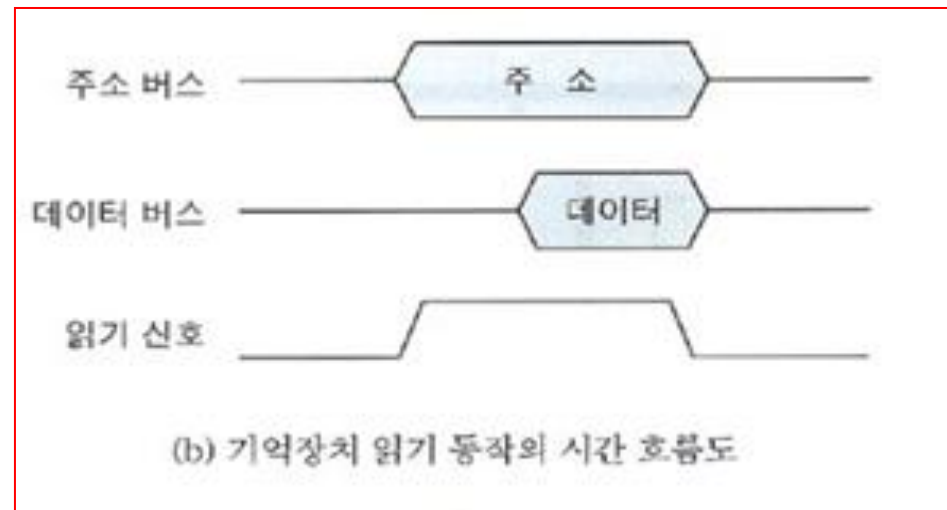 주소 버스
주 소
데이터 버스
데이터
읽기 신호
(b) 기억장치 읽기 동작의 시간 흐름도